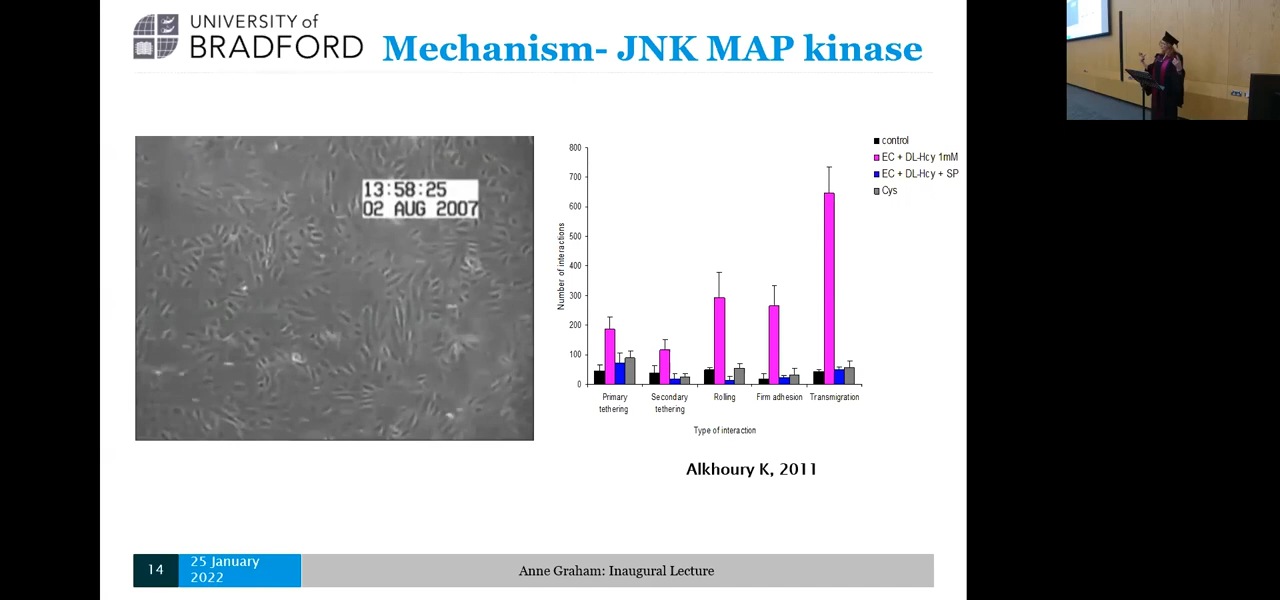 UNIVERSITY of
BRADFORD
Mechanism- JNK MAP kinase
13:58:25
02 AUG 2007
800
700
600
500
400
300
200
100
0
Number of interactions
Primary
tethering
Secondary
tethering
Rolling
Firm adhesion
Transmigration
Type of interaction
control
EC + DL-Hcy 1mM
EC + DL-Hcy + SP
Cys
Alkhoury K, 2011
14
25 January
2022
Anne Graham: Inaugural Lecture